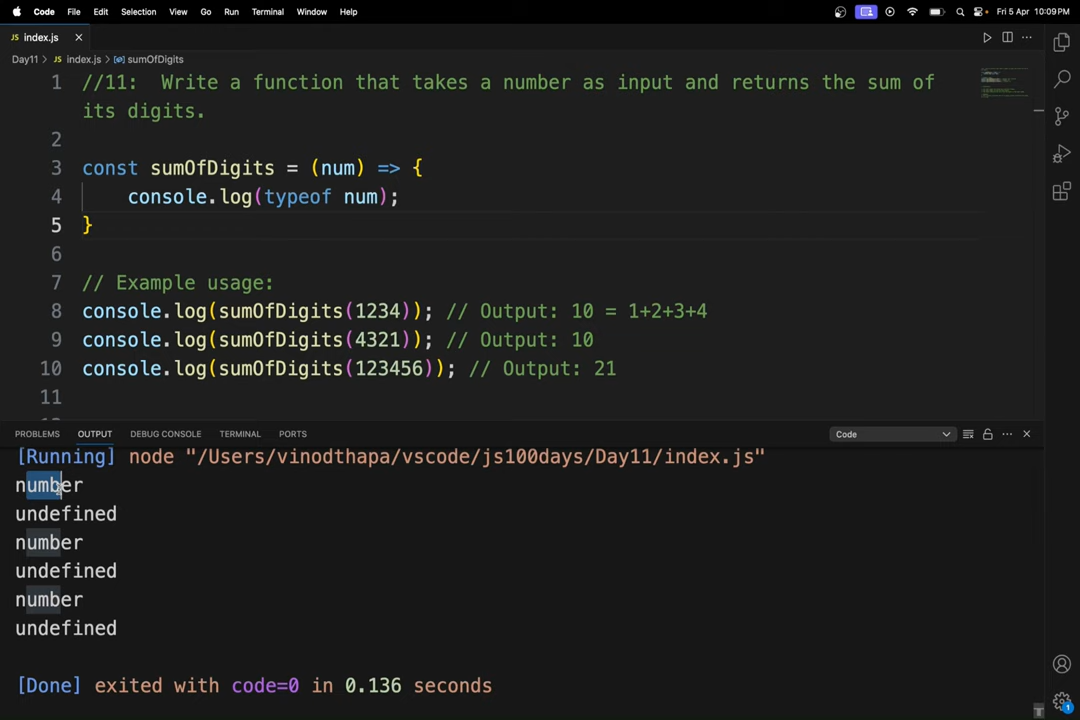 Code File Edit Selection View Go Run Terminal Window Help Fri 5 Apr 10:09 PM
index.js
Day11 index.js sumOfDigits
1 //11:  Write a function that takes a number as input and returns the sum of
its digits.
2
3 const sumOfDigits = (num) => {
4 console.log(typeof num);
5 }
6
7 // Example usage:
8 console.log(sumOfDigits(1234)); // Output: 10 = 1+2+3+4
9 console.log(sumOfDigits(4321)); // Output: 10
10 console.log(sumOfDigits(123456)); // Output: 21
11
PROBLEMS OUTPUT DEBUG CONSOLE TERMINAL PORTS Code
[Running] node "/Users/vinodthapa/vscode/js100days/Day11/index.js"
number
undefined
number
undefined
number
undefined
[Done] exited with code=0 in 0.136 seconds
1